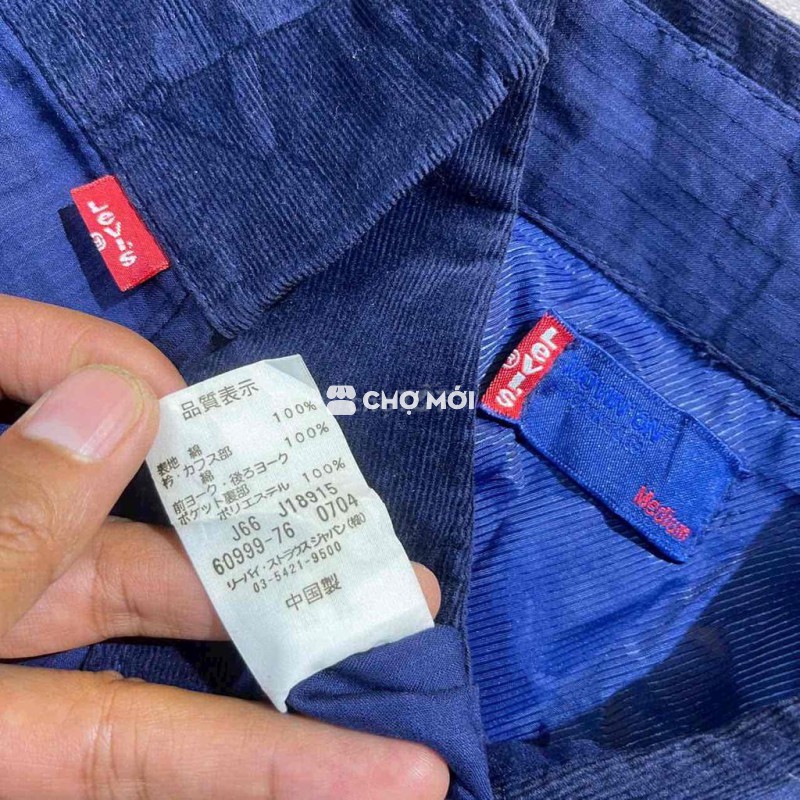 LEVI'S
®
CHỢ MỚI
LEVI'S
®
Medium
品質表示
100%
表地 綿 100%
衿・カフス部
綿 100%
前ヨーク、後ろヨーク
ポケット裏部
ポリエステル
J66 J18915
60999-76 0704
リーバイ・ストラウスジャパン(株)
03-5421-9500
中国製